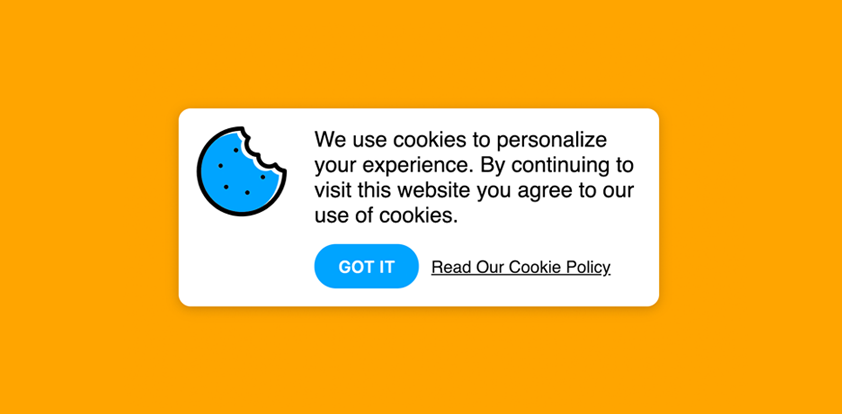 We use cookies to personalize
your experience. By continuing to
visit this website you agree to our
use of cookies.
GOT IT
Read Our Cookie Policy